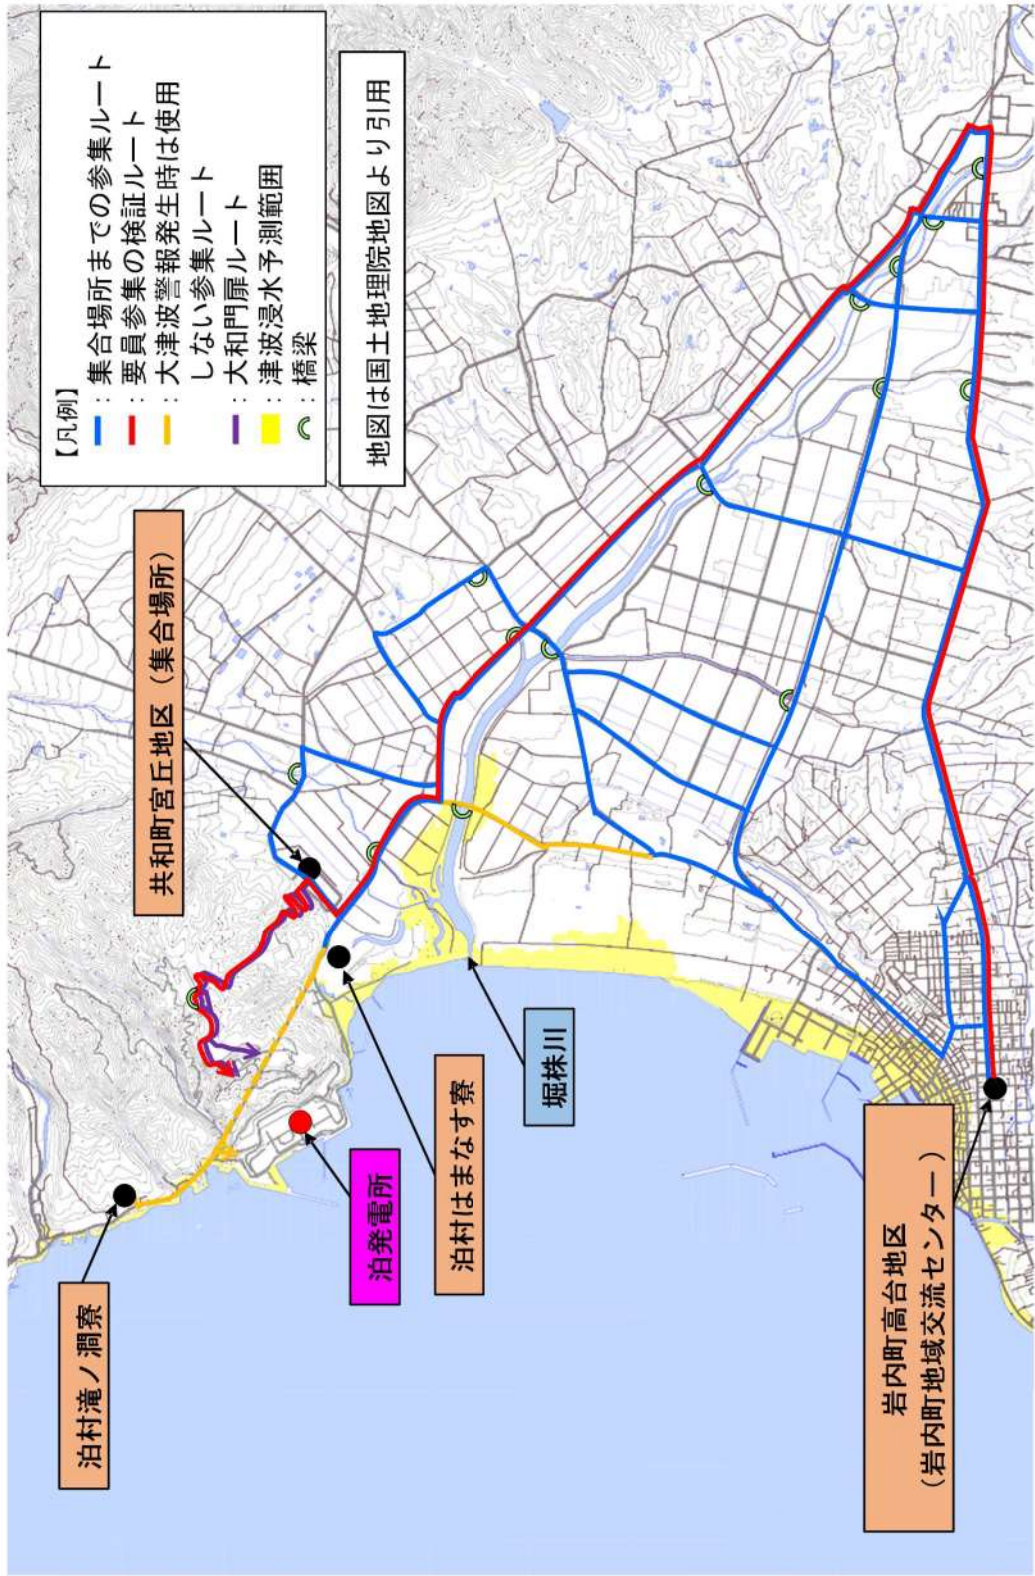 【凡例】
：集合場所までの参集ルート
：要員参集の検証ルート
：大津波警報発生時は使用
しない参集ルート
：大和門扉ルート
：津波浸水予測範囲
：橋梁
地図は国土地理院地図より引用
共和町宮丘地区（集合場所）
泊村滝ノ澗寮
泊発電所
泊村はまなす寮
堀株川
岩内町高台地区
（岩内町地域交流センター）